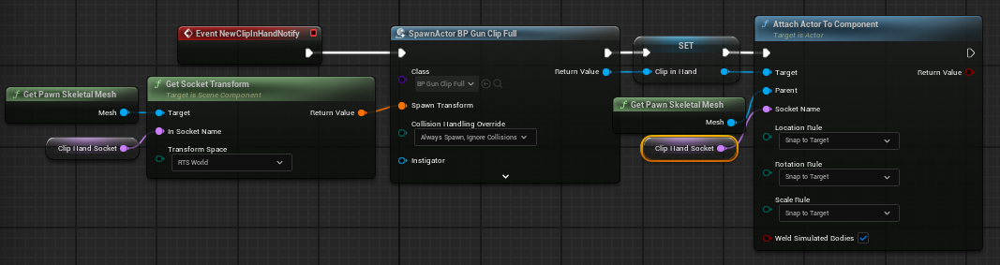 Event NewClipInHandNotify
Get Pawn Skeletal Mesh
Mesh
Clip Hand Socket
Get Socket Transform
Target is Scene Component
Target
Return Value
In Socket Name
Transform Space
RTS World
SpawnActor BP Gun Clip Full
Class
Return Value
BP Gun Clip Full
Spawn Transform
Collision Handling Override
Always Spawn, Ignore Collisions
Instigator
SET
Clip in Hand
Get Pawn Skeletal Mesh
Mesh
Clip Hand Socket
Attach Actor To Component
Target is Actor
Target
Return Value
Parent
Socket Name
Location Rule
Snap to Target
Rotation Rule
Snap to Target
Scale Rule
Snap to Target
Weld Simulated Bodies